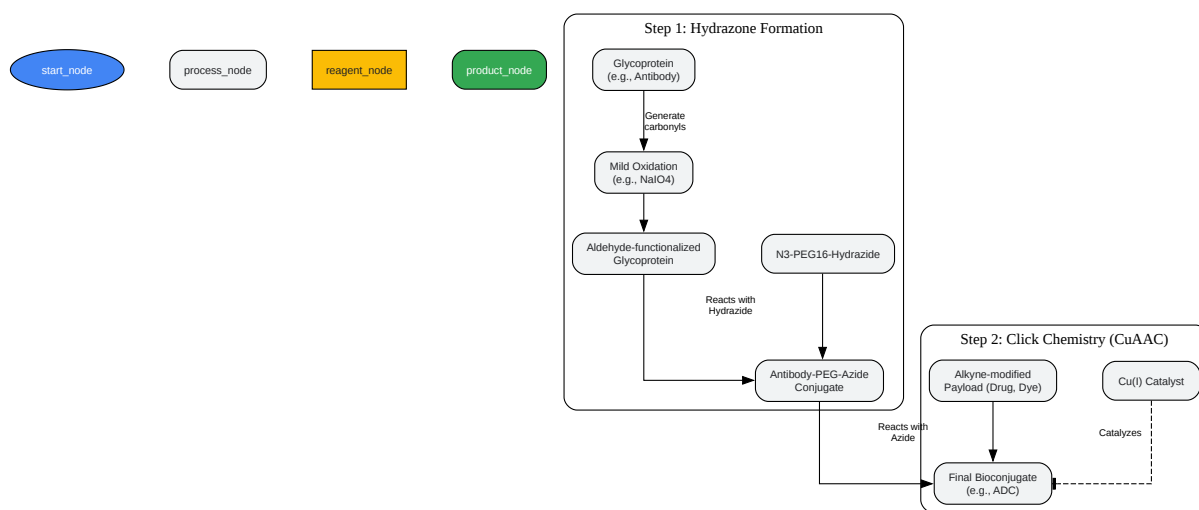 Step 1: Hydrazone Formation
start_node
process_node
reagent_node
product_node
Glycoprotein
(e.g., Antibody)
Generate
carbonyls
Mild Oxidation
(e.g., NaIO4)
Aldehyde-functionalized
Glycoprotein
N3-PEG16-Hydrazide
Reacts with
Hydrazide
Antibody-PEG-Azide
Conjugate
Step 2: Click Chemistry (CuAAC)
Alkyne-modified
Payload (Drug, Dye)
Cu(I) Catalyst
Reacts with
Azide
Catalyzes
Final Bioconjugate
(e.g., ADC)